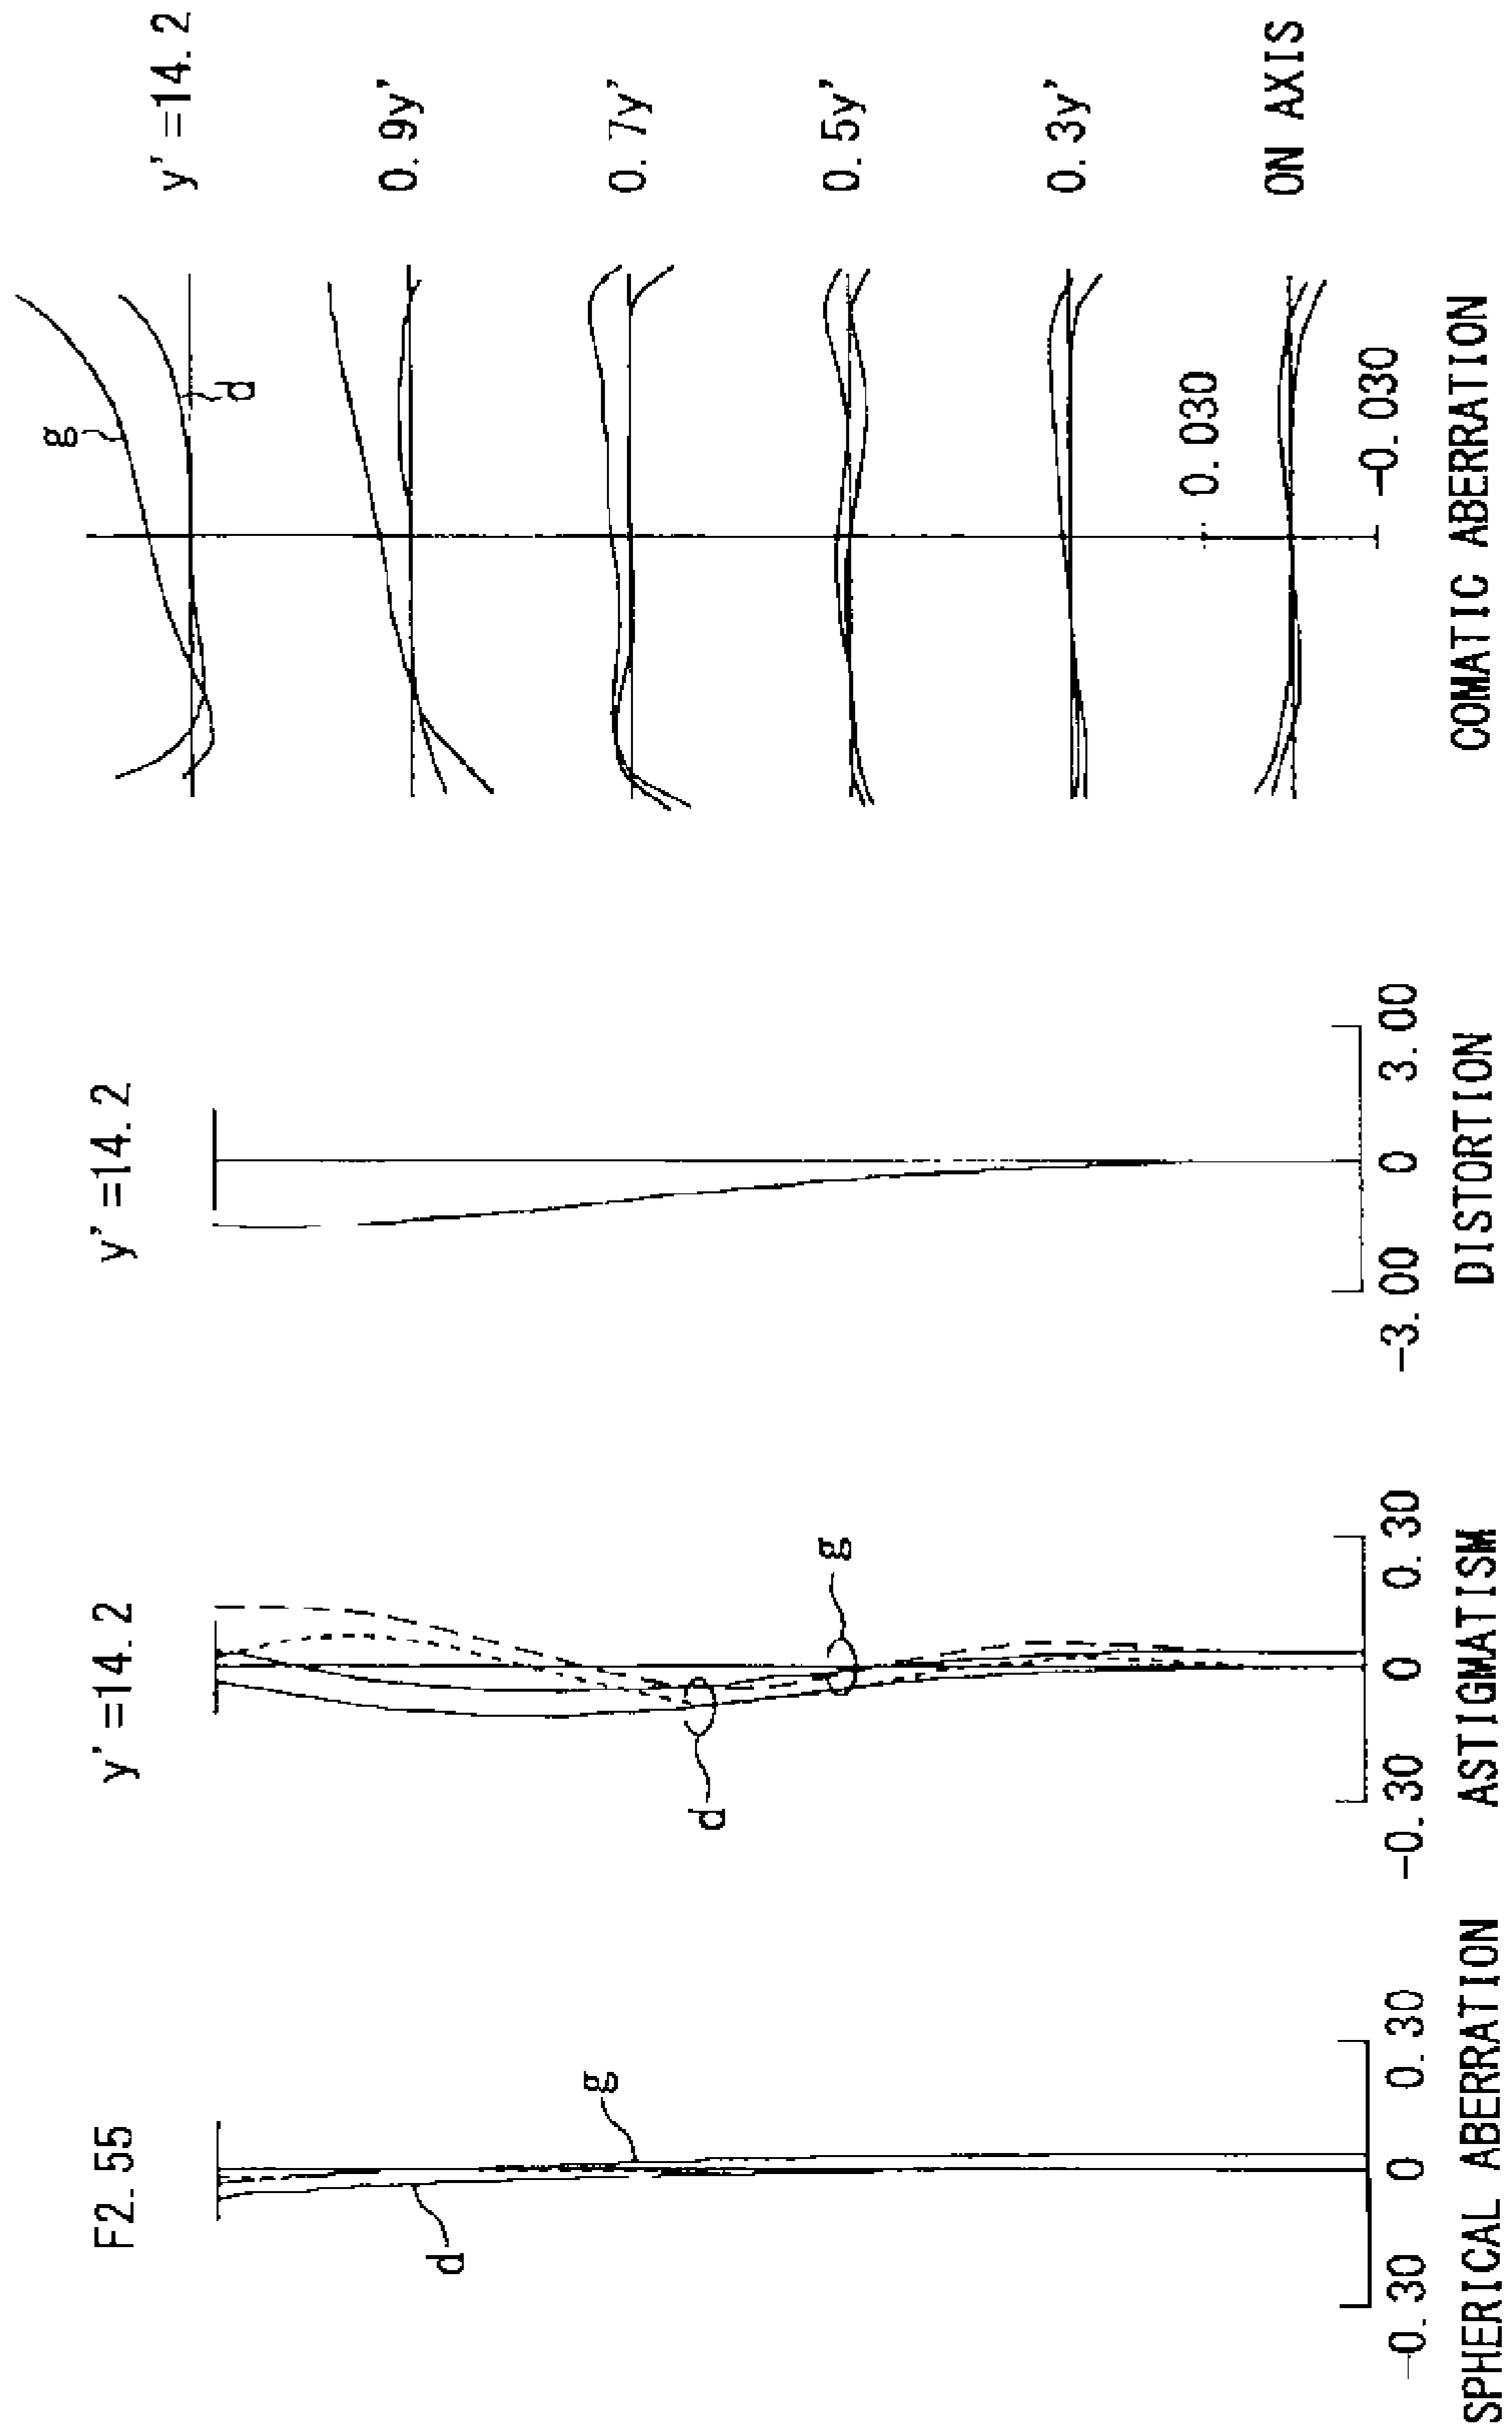 F2.55
d
g
-0.30
0
0.30
SPHERICAL ABERRATION
y'=14.2
d
g
-0.30
0
0.30
ASTIGMATISM
y'=14.2
-3.00
0
3.00
DISTORTION
g
d
y'=14.2
0.9y'
0.7y'
0.5y'
0.3y'
0.030
ON AXIS
-0.030
COMATIC ABERRATION